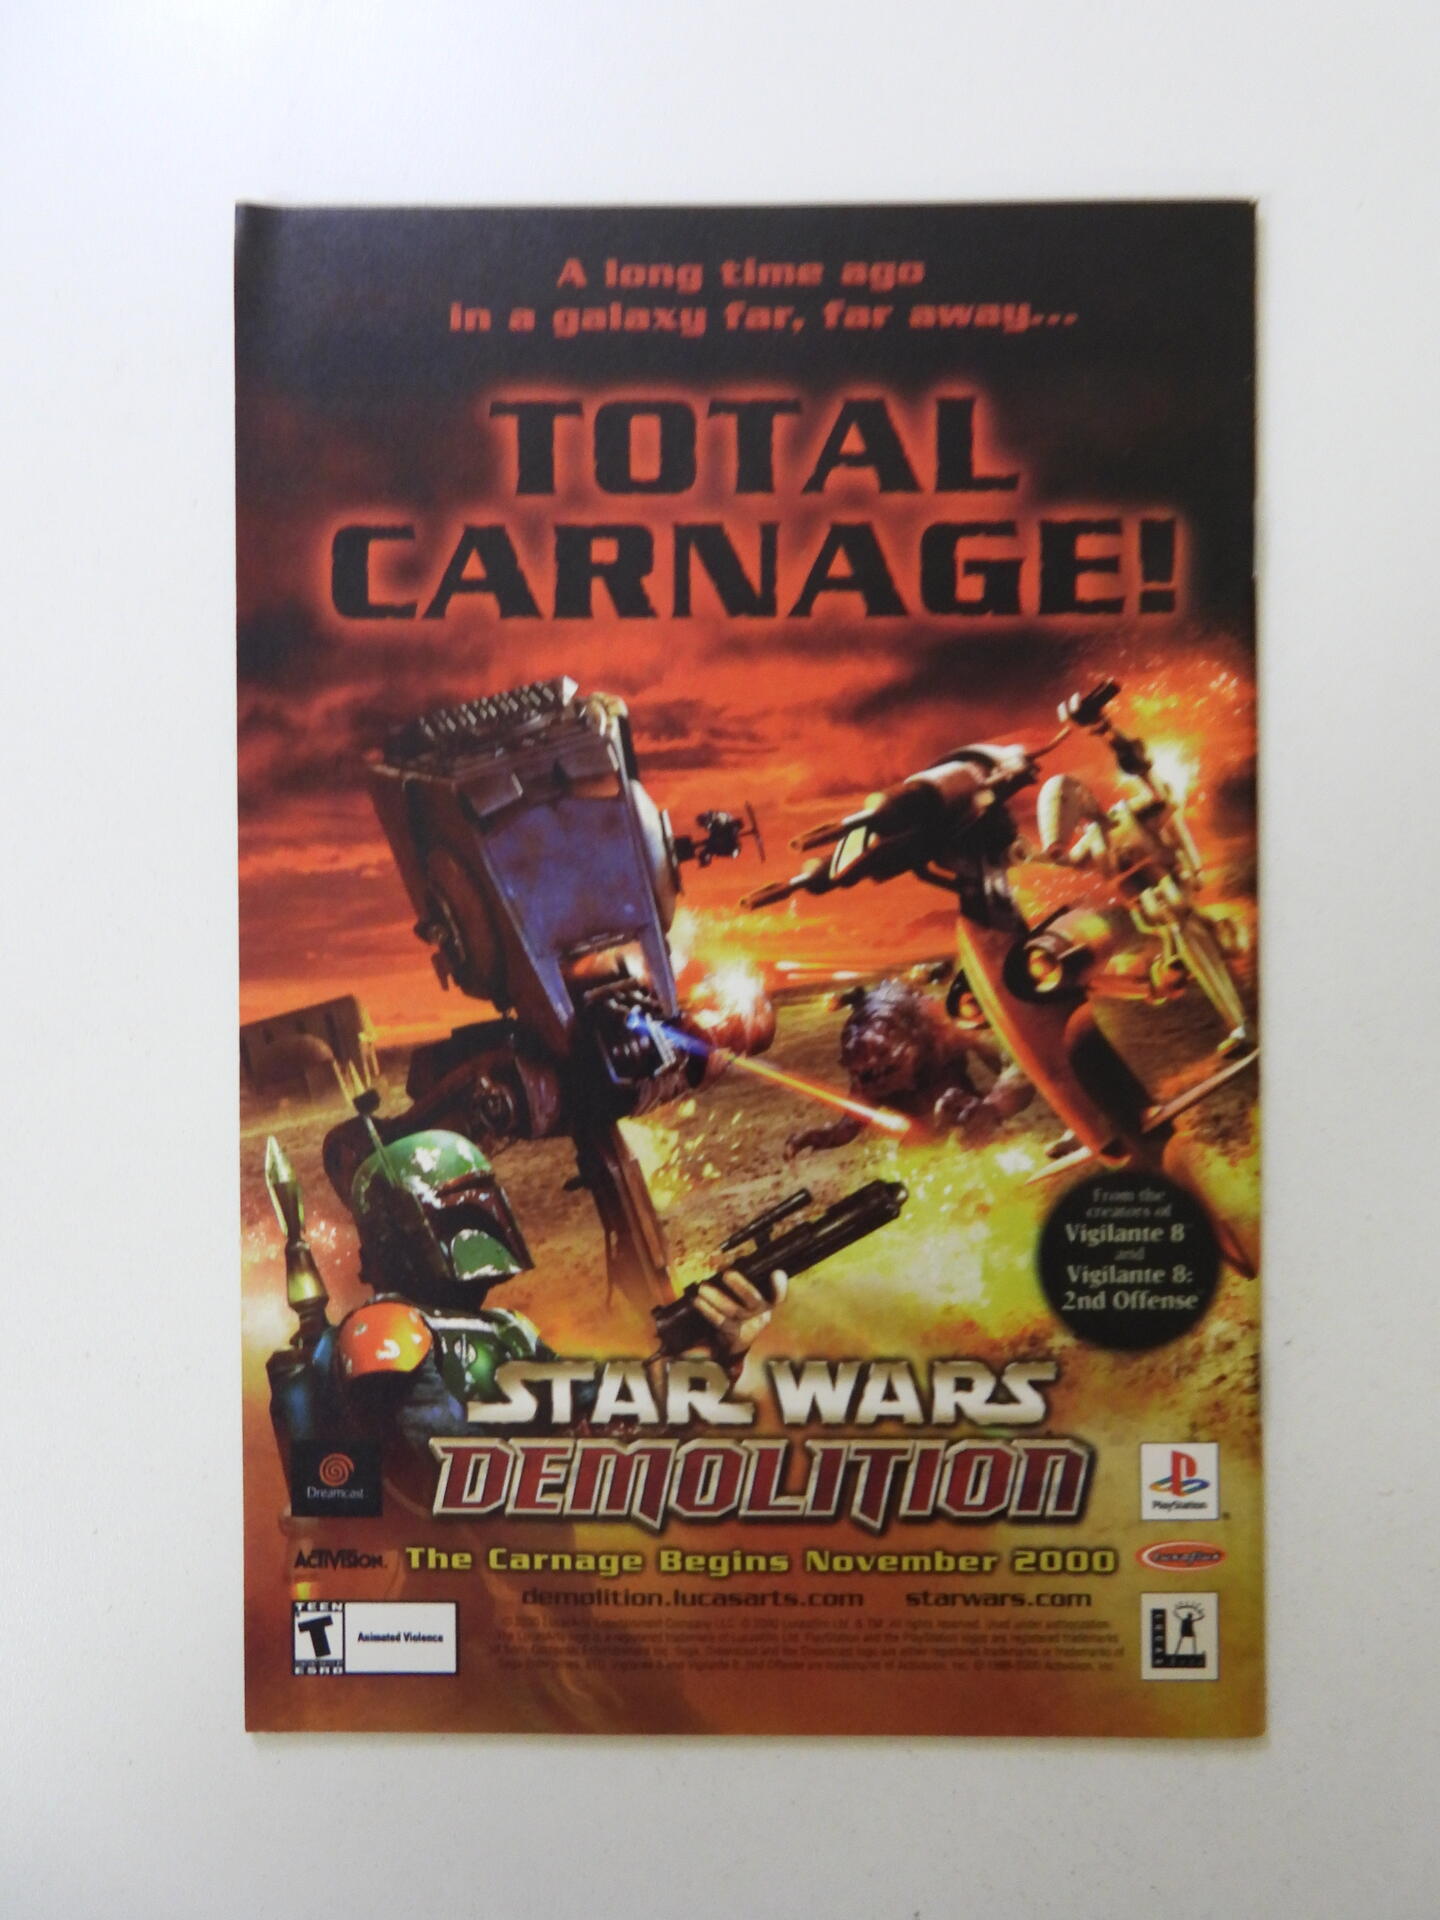 A long time ago
in a galaxy far, far away...
TOTAL
CARNAGE!
From the
creators of
Vigilante 8
and
Vigilante 8:
2nd Offense
STAR WARS
DEMOLITION
Dreamcast
PlayStation
ACTIVISION
The Carnage Begins November 2000
demolition.lucasarts.com starwars.com
TEEN
T
ESRB
Animated Violence